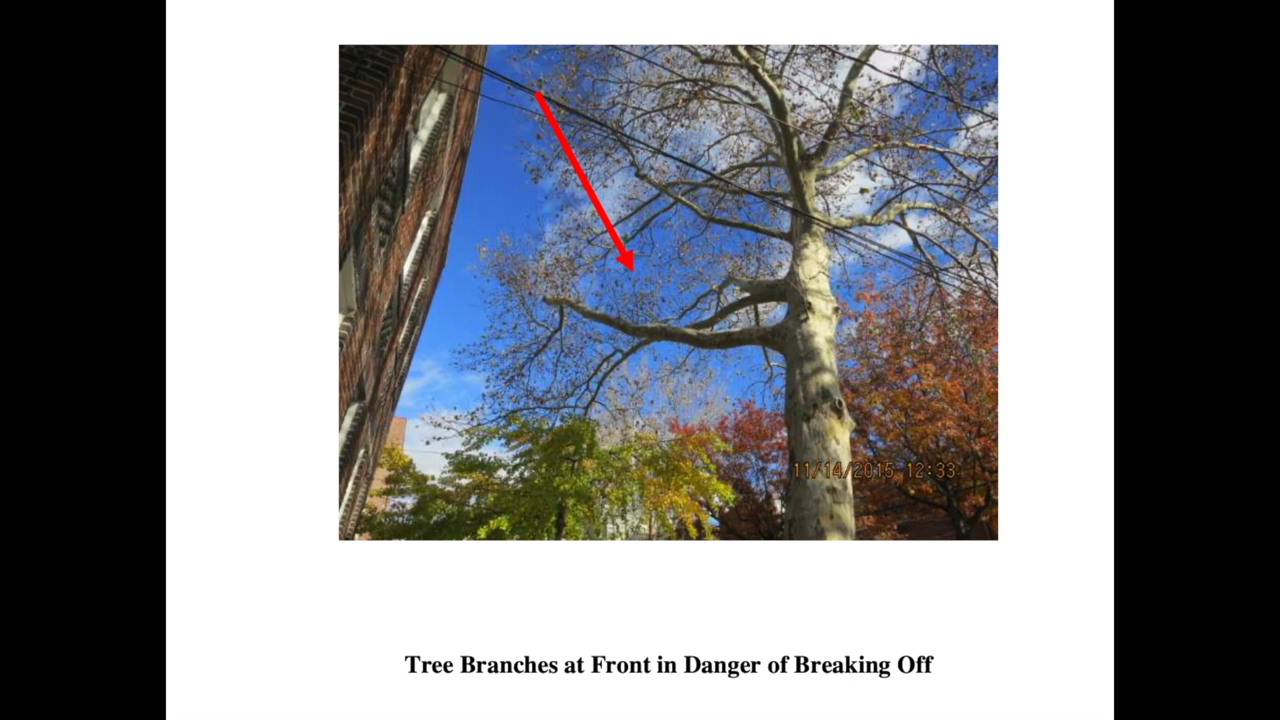 11/14/2015 12:33
Tree Branches at Front in Danger of Breaking Off